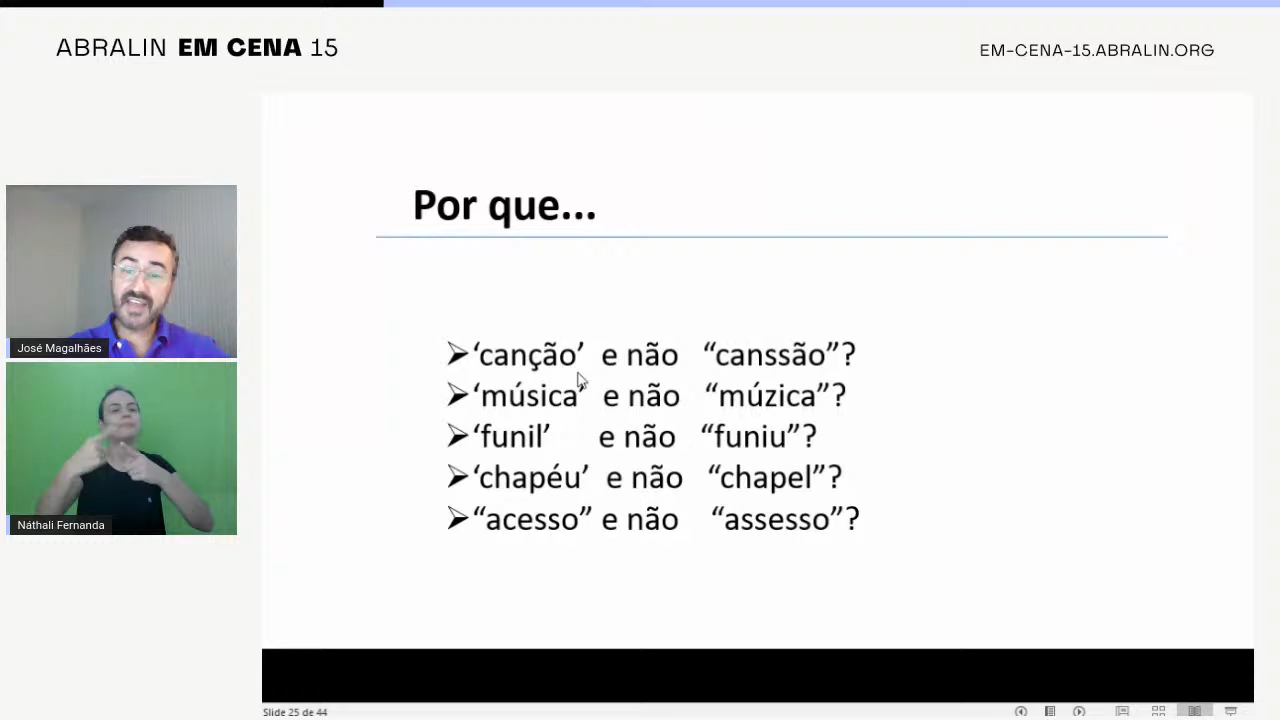 ABRALIN EM CENA 15
EM-CENA-15.ABRALIN.ORG
Por que...
➢‘canção’ e não “canssão”?
➢‘música’ e não “múzica”?
➢‘funil’ e não “funiu”?
➢‘chapéu’ e não “chapel”?
➢“acesso” e não “assesso”?
José Magalhães
Náthali Fernanda
Slide 25 de 44